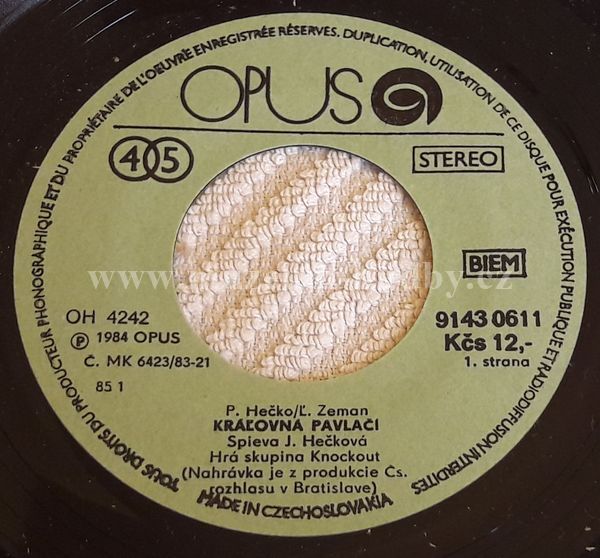 TOUS DROITS DU PRODUCTEUR PHONOGRAPHIQUE ET DU PROPRIÉTAIRE DE L'OEUVRE ENREGISTRÉE RÉSERVES. DUPLICATION, UTILISATION DE CE DISQUE POUR EXÉCUTION PUBLIQUE ET RADIODIFFUSION INTERDITES
OPUS
45
STEREO
BIEM
OH 4242
℗ 1984 OPUS
Č. MK 6423/83-21
85 1
9143 0611
Kčs 12,-
1. strana
P. Hečko/Ľ. Zeman
KRÁĽOVNÁ PAVLAČÍ
Spieva J. Hečková
Hrá skupina Knockout
(Nahrávka je z produkcie Čs.
rozhlasu v Bratislave)
MADE IN CZECHOSLOVAKIA